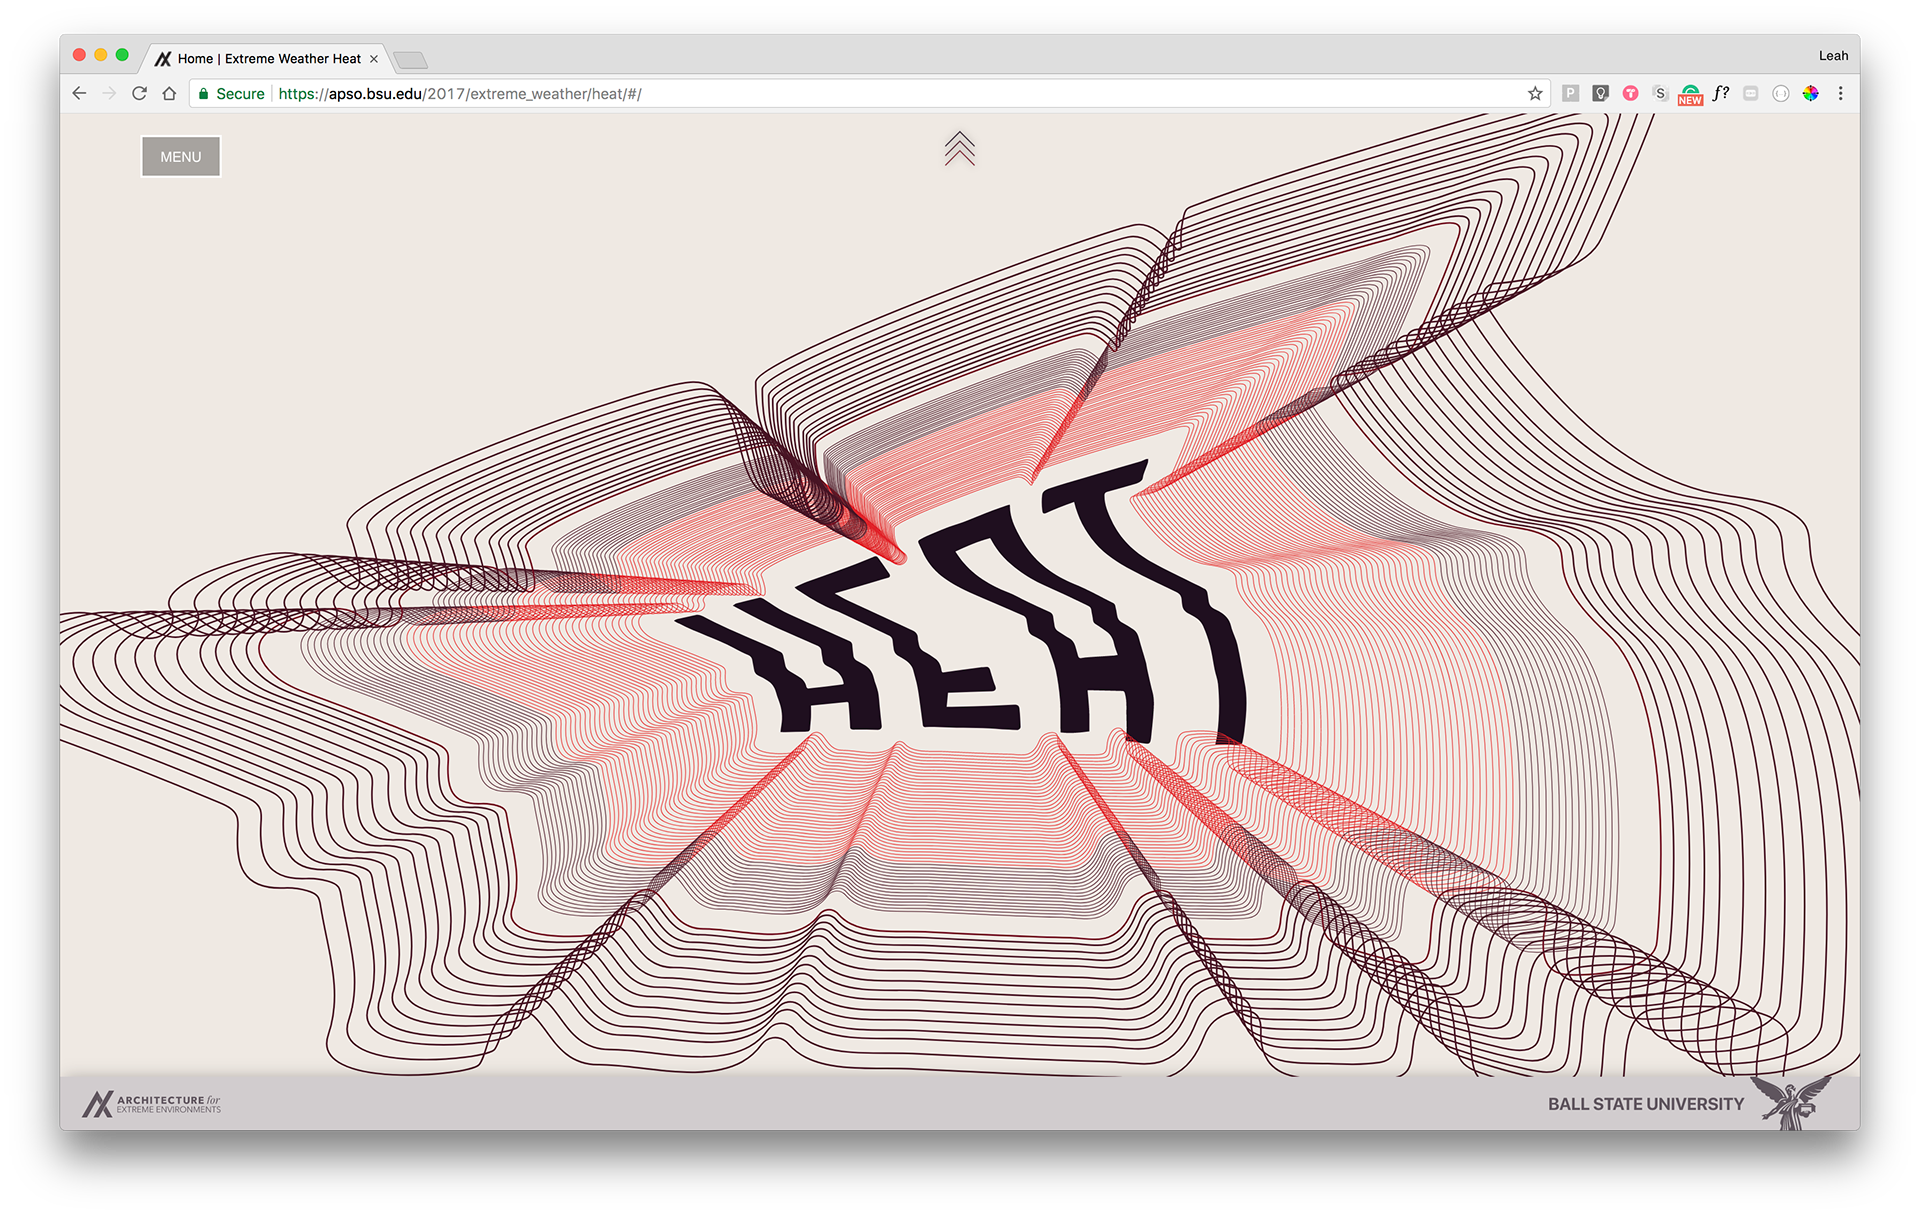 Home | Extreme Weather Heat
Leah
Secure https://apso.bsu.edu/2017/extreme_weather/heat/#/
P
T
S
NEW
f?
MENU
HEAT
ARCHITECTURE for
EXTREME ENVIRONMENTS
BALL STATE UNIVERSITY